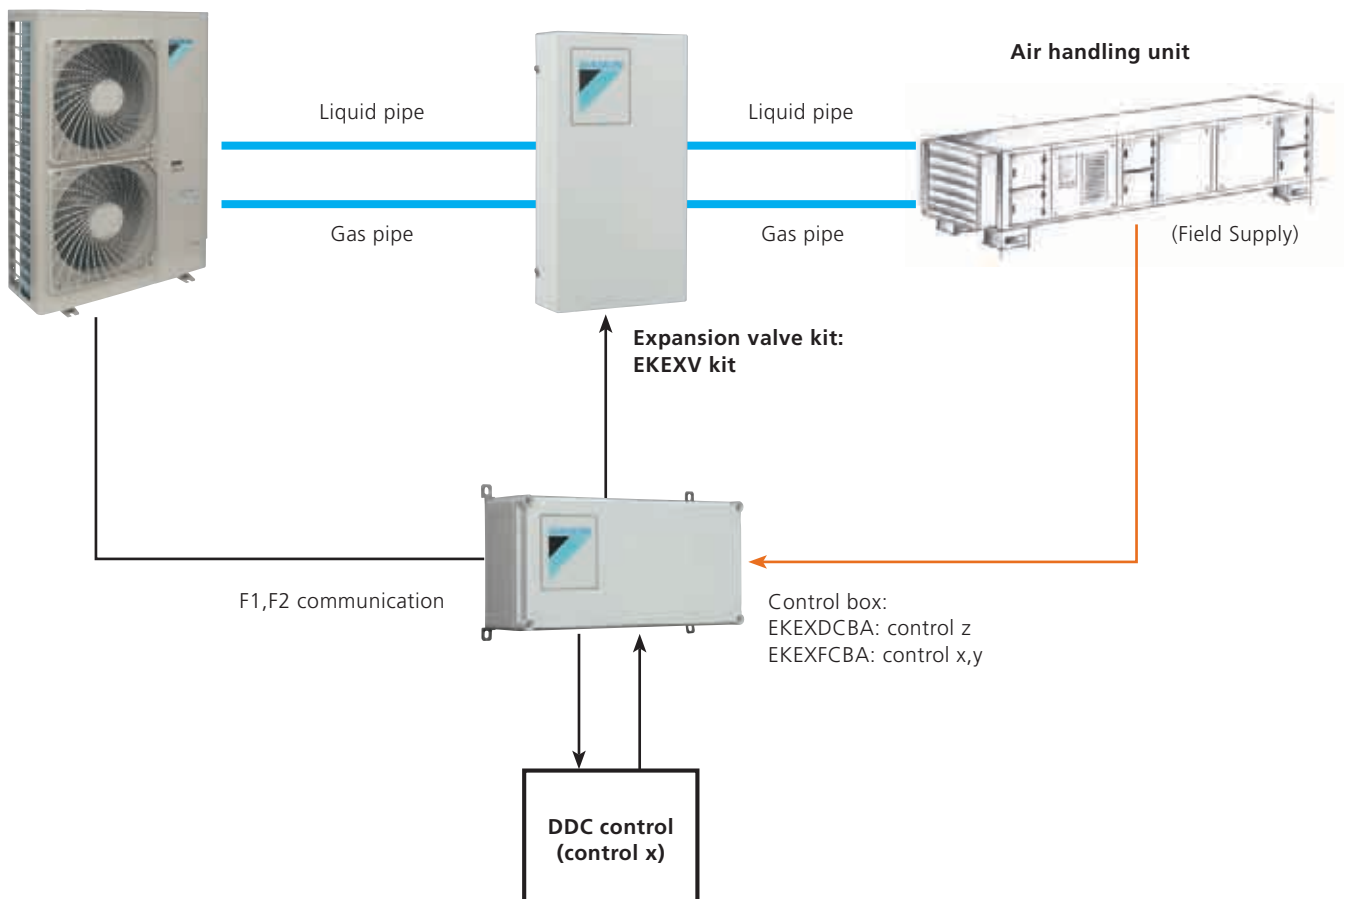 Air handling unit
Liquid pipe
Liquid pipe
Gas pipe
Gas pipe
(Field Supply)
Expansion valve kit:
EKEXV kit
F1,F2 communication
Control box:
EKEXDCBA: control z
EKEXFCBA: control x,y
DDC control
(control x)